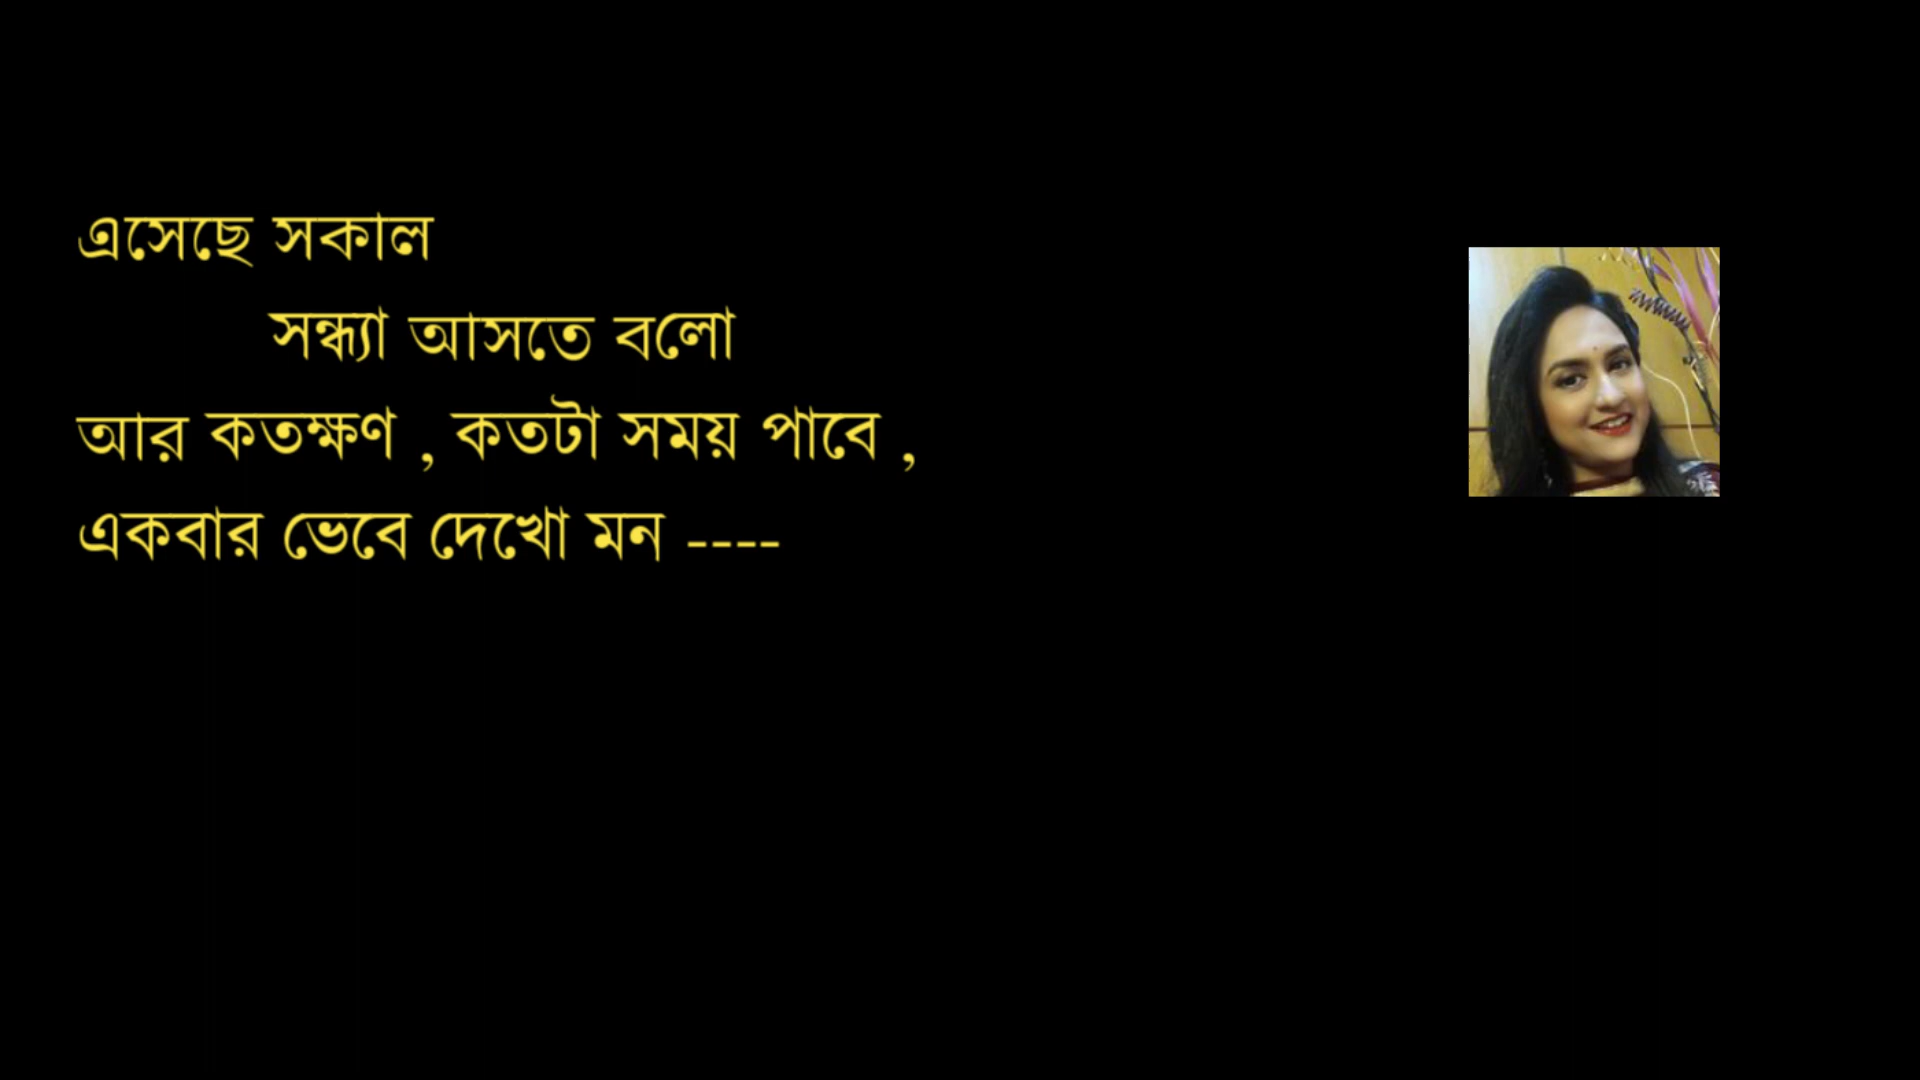 এসেছে সকাল
সন্ধ্যা আসতে বলো
আর কতক্ষণ , কতটা সময় পাবে ,
একবার ভেবে দেখো মন ----